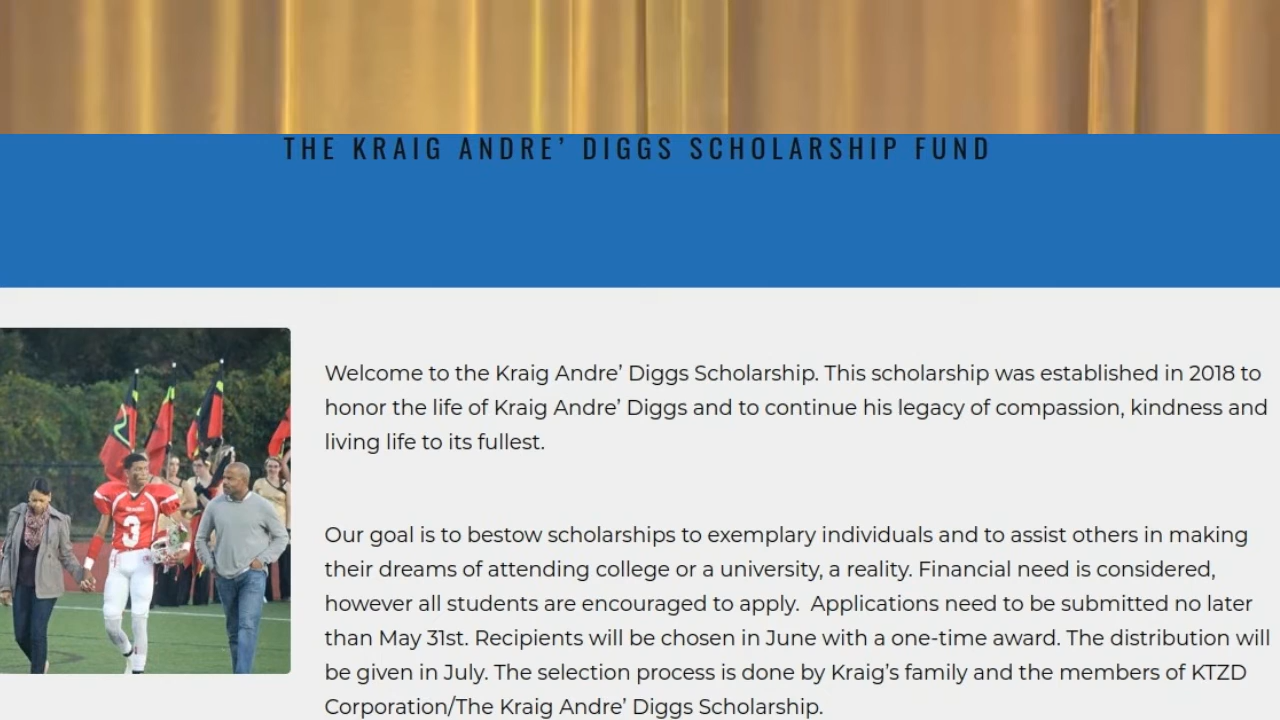 THE KRAIG ANDRE’ DIGGS SCHOLARSHIP FUND
Welcome to the Kraig Andre’ Diggs Scholarship. This scholarship was established in 2018 to
honor the life of Kraig Andre’ Diggs and to continue his legacy of compassion, kindness and
living life to its fullest.
Our goal is to bestow scholarships to exemplary individuals and to assist others in making
their dreams of attending college or a university, a reality. Financial need is considered,
however all students are encouraged to apply.  Applications need to be submitted no later
than May 31st. Recipients will be chosen in June with a one-time award. The distribution will
be given in July. The selection process is done by Kraig’s family and the members of KTZD
Corporation/The Kraig Andre’ Diggs Scholarship.
3